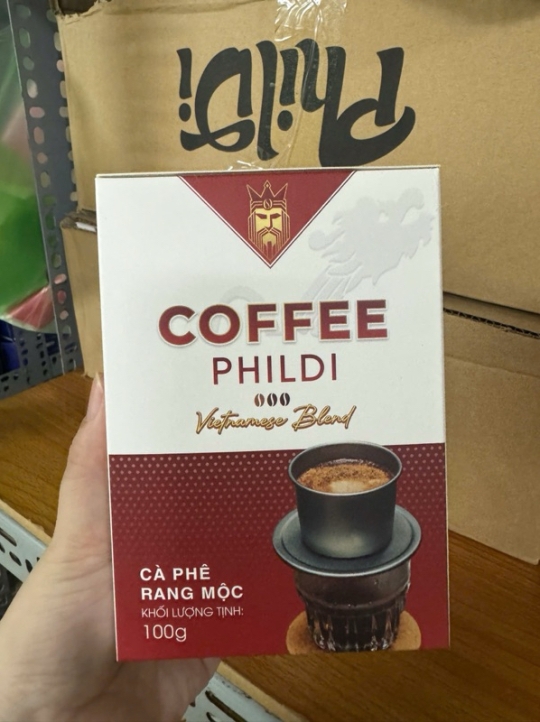 Phildi
COFFEE
PHILDI
Vietnamese Blend
CÀ PHÊ
RANG MỘC
KHỐI LƯỢNG TỊNH:
100g